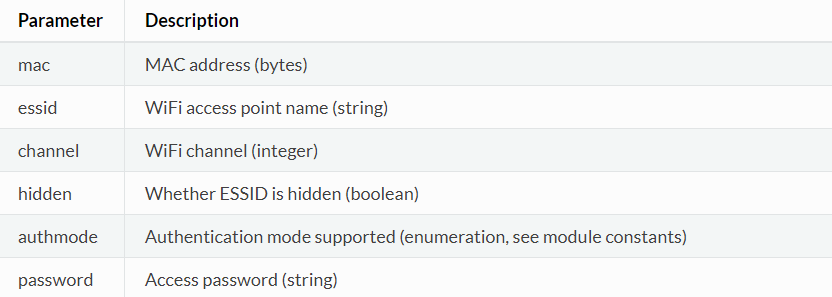 Parameter Description
mac MAC address (bytes)
essid WiFi access point name (string)
channel WiFi channel (integer)
hidden Whether ESSID is hidden (boolean)
authmode Authentication mode supported (enumeration, see module constants)
password Access password (string)